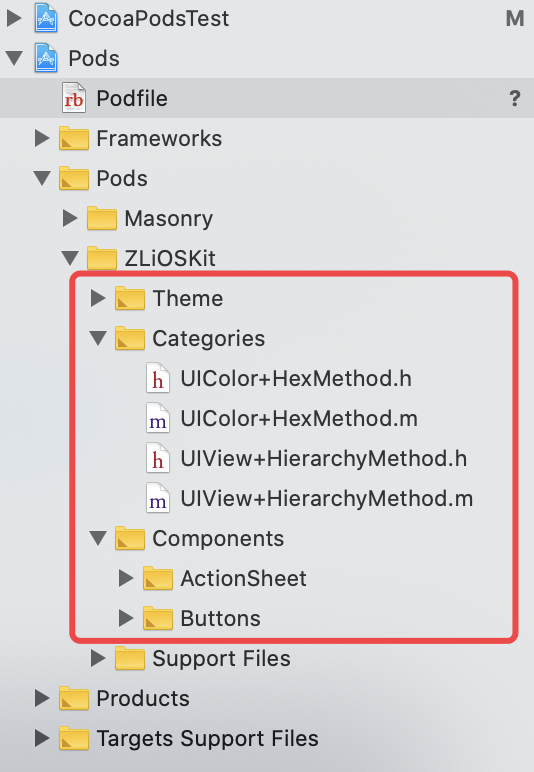 CocoaPodsTest M
Pods
rb Podfile ?
Frameworks
Pods
Masonry
ZLiOSKit
Theme
Categories
h UIColor+HexMethod.h
m UIColor+HexMethod.m
h UIView+HierarchyMethod.h
m UIView+HierarchyMethod.m
Components
ActionSheet
Buttons
Support Files
Products
Targets Support Files